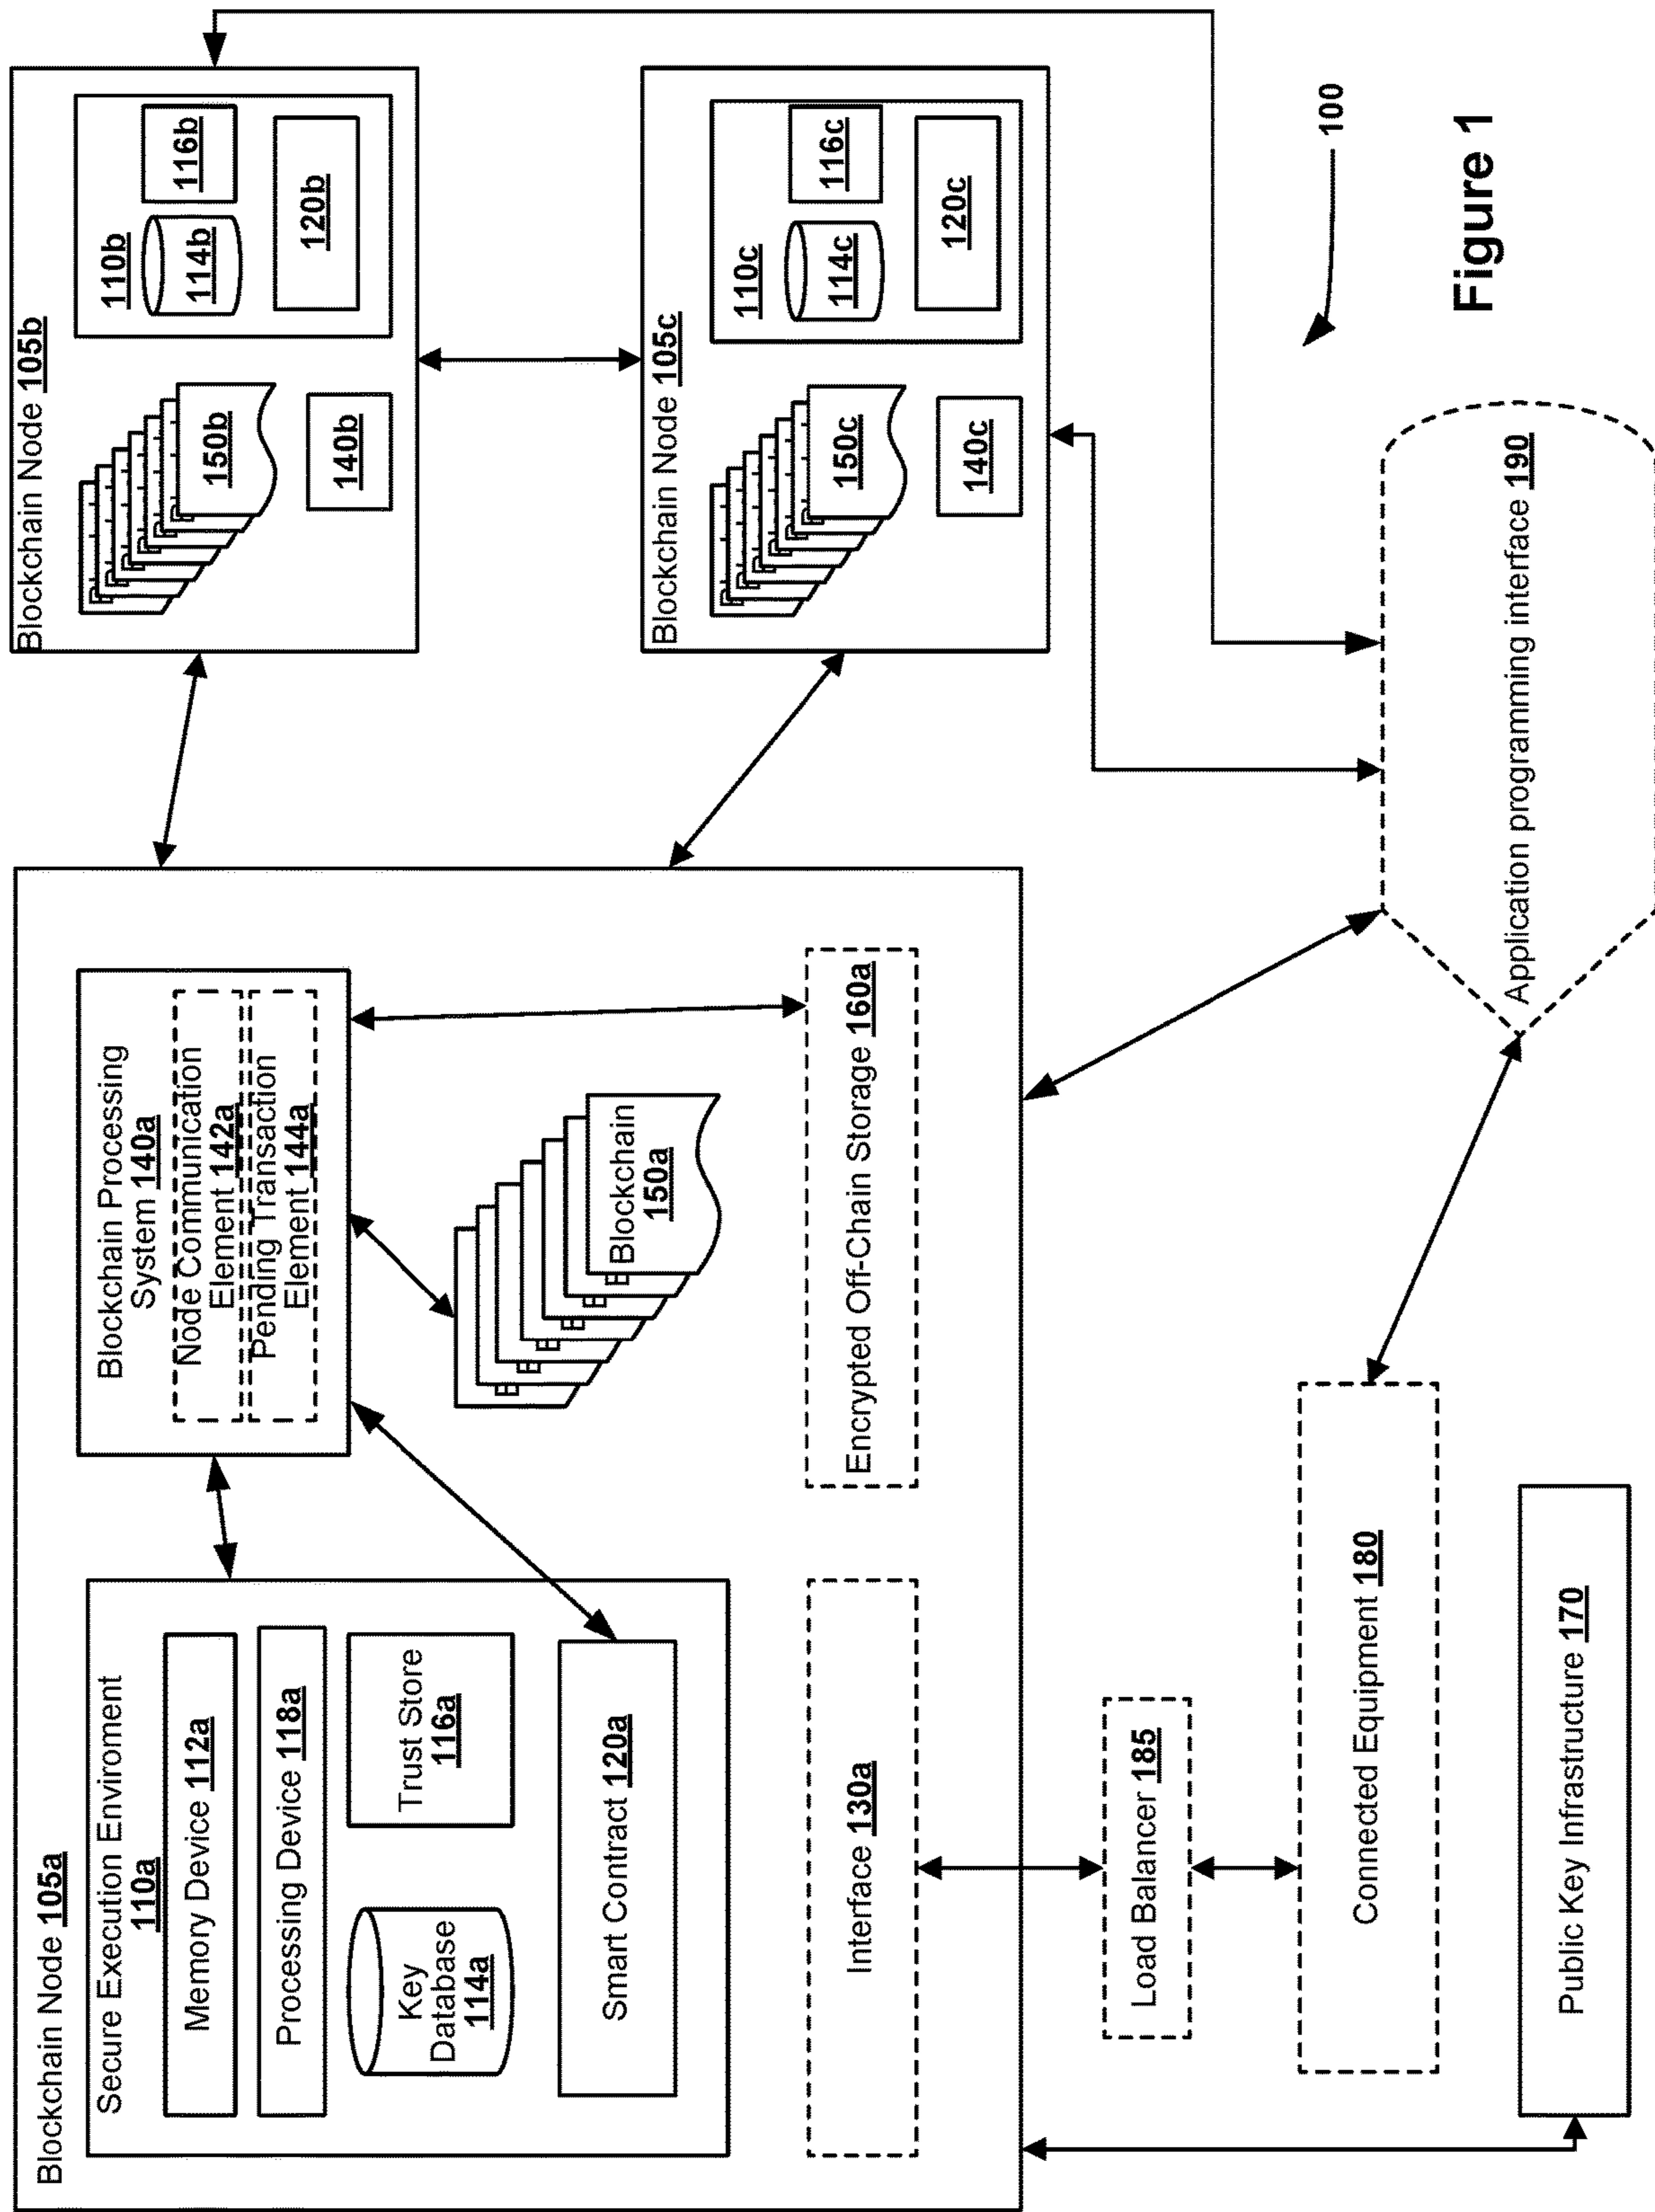 Blockchain Node 105a
Secure Execution Enviroment
110a
Memory Device 112a
Processing Device 118a
Key
Database
114a
Trust Store
116a
Smart Contract 120a
Interface 130a
Blockchain Processing
System 140a
Node Communication
Element 142a
Pending Transaction
Element 144a
Blockchain
150a
Encrypted Off-Chain Storage 160a
Blockchain Node 105b
150b
140b
110b
114b
116b
120b
Blockchain Node 105c
150c
140c
110c
114c
116c
120c
Load Balancer 185
Connected Equipment 180
Public Key Infrastructure 170
Application programming interface 190
100
Figure 1